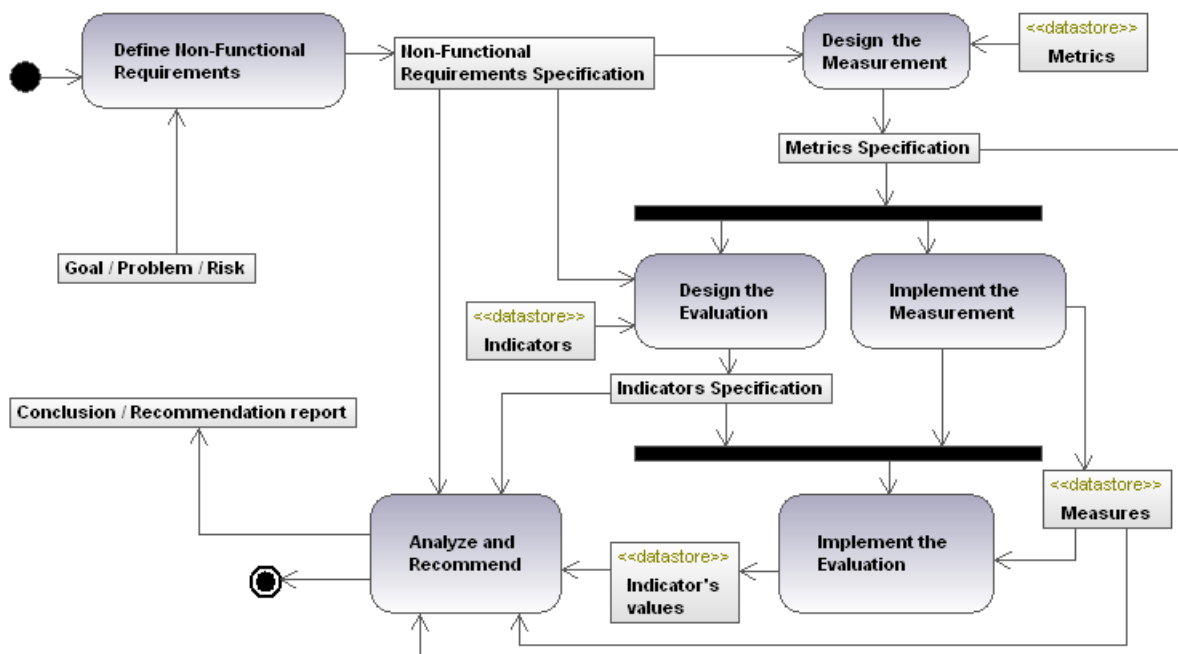 Define Non-Functional
Requirements
Non-Functional
Requirements Specification
Design the
Measurement
<<datastore>>
Metrics
Metrics Specification
Goal / Problem / Risk
Design the
Evaluation
Implement the
Measurement
<<datastore>>
Indicators
Indicators Specification
Conclusion / Recommendation report
<<datastore>>
Measures
Analyze and
Recommend
<<datastore>>
Indicator's
values
Implement the
Evaluation